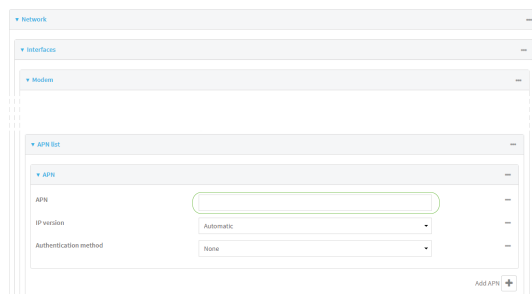 Network
Interfaces
Modem
APN list
APN
APN
IP version Automatic
Authentication method None
Add APN